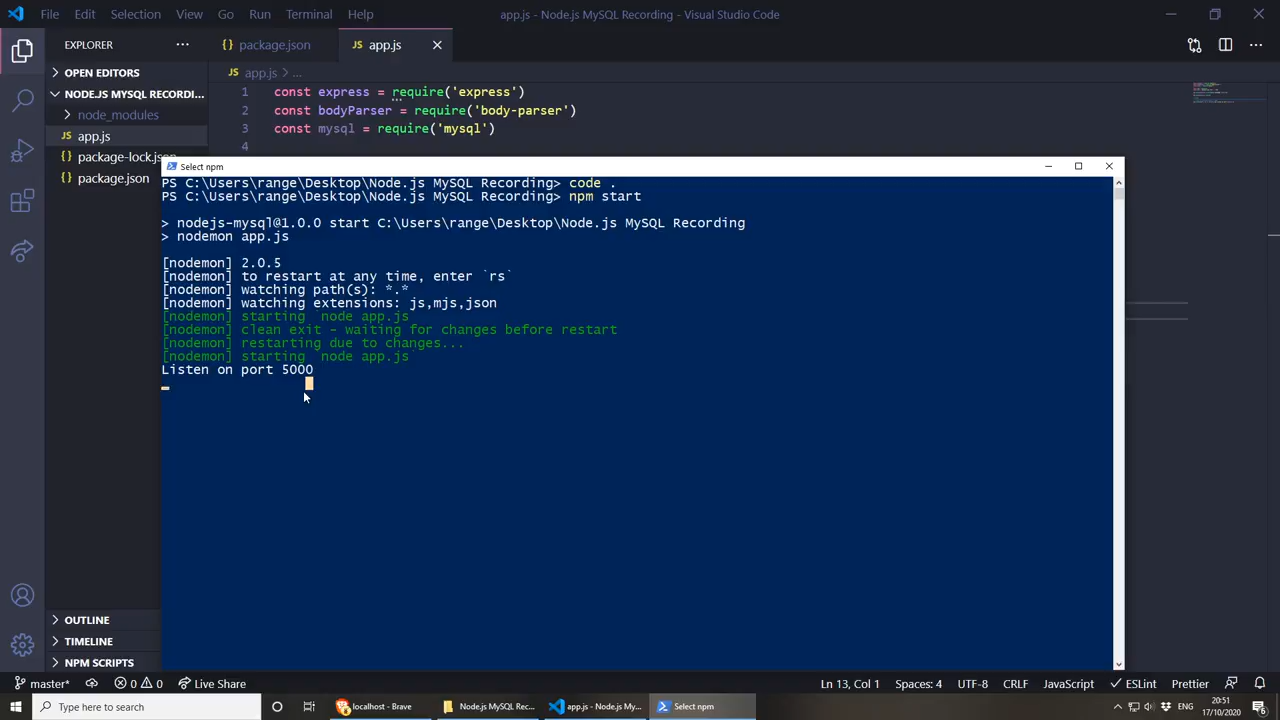 File Edit Selection View Go Run Terminal Help
app.js - Node.js MySQL Recording - Visual Studio Code
EXPLORER
package.json
JS app.js
OPEN EDITORS
NODE.JS MYSQL RECORDI...
node_modules
JS app.js
package-lock.json
package.json
JS app.js > ...
1 const express = require('express')
2 const bodyParser = require('body-parser')
3 const mysql = require('mysql')
4
Select npm
PS C:\Users\range\Desktop\Node.js MySQL Recording> code .
PS C:\Users\range\Desktop\Node.js MySQL Recording> npm start
> nodejs-mysql@1.0.0 start C:\Users\range\Desktop\Node.js MySQL Recording
> nodemon app.js
[nodemon] 2.0.5
[nodemon] to restart at any time, enter `rs`
[nodemon] watching path(s): *.*
[nodemon] watching extensions: js,mjs,json
[nodemon] starting `node app.js`
[nodemon] clean exit - waiting for changes before restart
[nodemon] restarting due to changes...
[nodemon] starting `node app.js`
Listen on port 5000
OUTLINE
TIMELINE
NPM SCRIPTS
master* 0 0 Live Share
Ln 13, Col 1 Spaces: 4 UTF-8 CRLF JavaScript ESLint Prettier
Type here to search
localhost - Brave
Node.js MySQL Rec...
app.js - Node.js My...
Select npm
ENG
20:51
17/10/2020